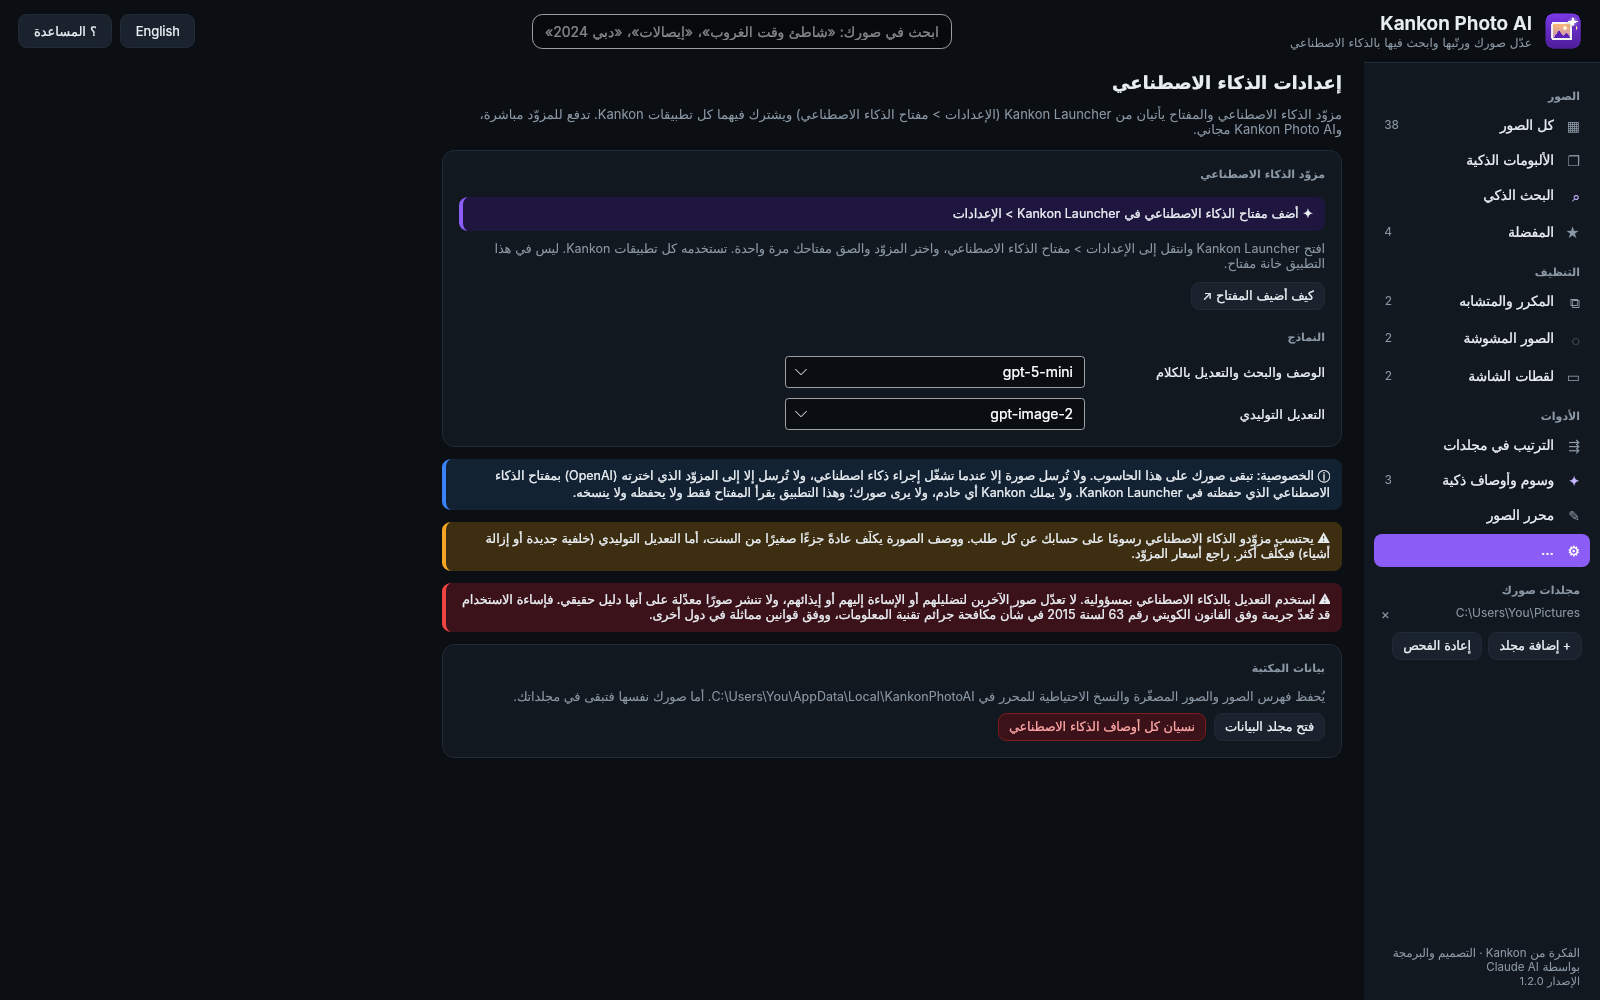 Kankon Photo AI
عدّل صورك ورتّبها وابحث فيها بالذكاء الاصطناعي
ابحث في صورك: «شاطئ وقت الغروب»، «إيصالات»، «دبي 2024»
English
؟ المساعدة
الصور
كل الصور 38
الألبومات الذكية
البحث الذكي
المفضلة 4
التنظيف
المكرر والمتشابه 2
الصور المشوشة 2
لقطات الشاشة 2
الأدوات
الترتيب في مجلدات
وسوم وأوصاف ذكية 3
محرر الصور
...
مجلدات صورك
C:\Users\You\Pictures ×
+ إضافة مجلد
إعادة الفحص
الفكرة من Kankon · التصميم والبرمجة
بواسطة Claude AI
الإصدار 1.2.0
إعدادات الذكاء الاصطناعي
مزوّد الذكاء الاصطناعي والمفتاح يأتيان من Kankon Launcher (الإعدادات > مفتاح الذكاء الاصطناعي) ويشترك فيهما كل تطبيقات Kankon. تدفع للمزوّد مباشرة،
وKankon Photo AI مجاني.
مزوّد الذكاء الاصطناعي
✦ أضف مفتاح الذكاء الاصطناعي في Kankon Launcher > الإعدادات
افتح Kankon Launcher وانتقل إلى الإعدادات > مفتاح الذكاء الاصطناعي، واختر المزوّد والصق مفتاحك مرة واحدة. تستخدمه كل تطبيقات Kankon. ليس في هذا
التطبيق خانة مفتاح.
كيف أضيف المفتاح ↗
النماذج
الوصف والبحث والتعديل بالكلام
gpt-5-mini
التعديل التوليدي
gpt-image-2
ⓘ الخصوصية: تبقى صورك على هذا الحاسوب. ولا تُرسل صورة إلا عندما تشغّل إجراء ذكاء اصطناعي، ولا تُرسل إلا إلى المزوّد الذي اخترته (OpenAI) بمفتاح الذكاء
الاصطناعي الذي حفظته في Kankon Launcher. ولا يملك Kankon أي خادم، ولا يرى صورك؛ وهذا التطبيق يقرأ المفتاح فقط ولا يحفظه ولا ينسخه.
⚠ يحتسب مزوّدو الذكاء الاصطناعي رسومًا على حسابك عن كل طلب. ووصف الصورة يكلّف عادةً جزءًا صغيرًا من السنت، أما التعديل التوليدي (خلفية جديدة أو إزالة
أشياء) فيكلّف أكثر. راجع أسعار المزوّد.
⚠ استخدم التعديل بالذكاء الاصطناعي بمسؤولية. لا تعدّل صور الآخرين لتضليلهم أو الإساءة إليهم أو إيذائهم، ولا تنشر صورًا معدّلة على أنها دليل حقيقي. فإساءة الاستخدام
قد تُعدّ جريمة وفق القانون الكويتي رقم 63 لسنة 2015 في شأن مكافحة جرائم تقنية المعلومات، ووفق قوانين مماثلة في دول أخرى.
بيانات المكتبة
يُحفظ فهرس الصور والصور المصغّرة والنسخ الاحتياطية للمحرر في C:\Users\You\AppData\Local\KankonPhotoAI. أما صورك نفسها فتبقى في مجلداتك.
فتح مجلد البيانات
نسيان كل أوصاف الذكاء الاصطناعي